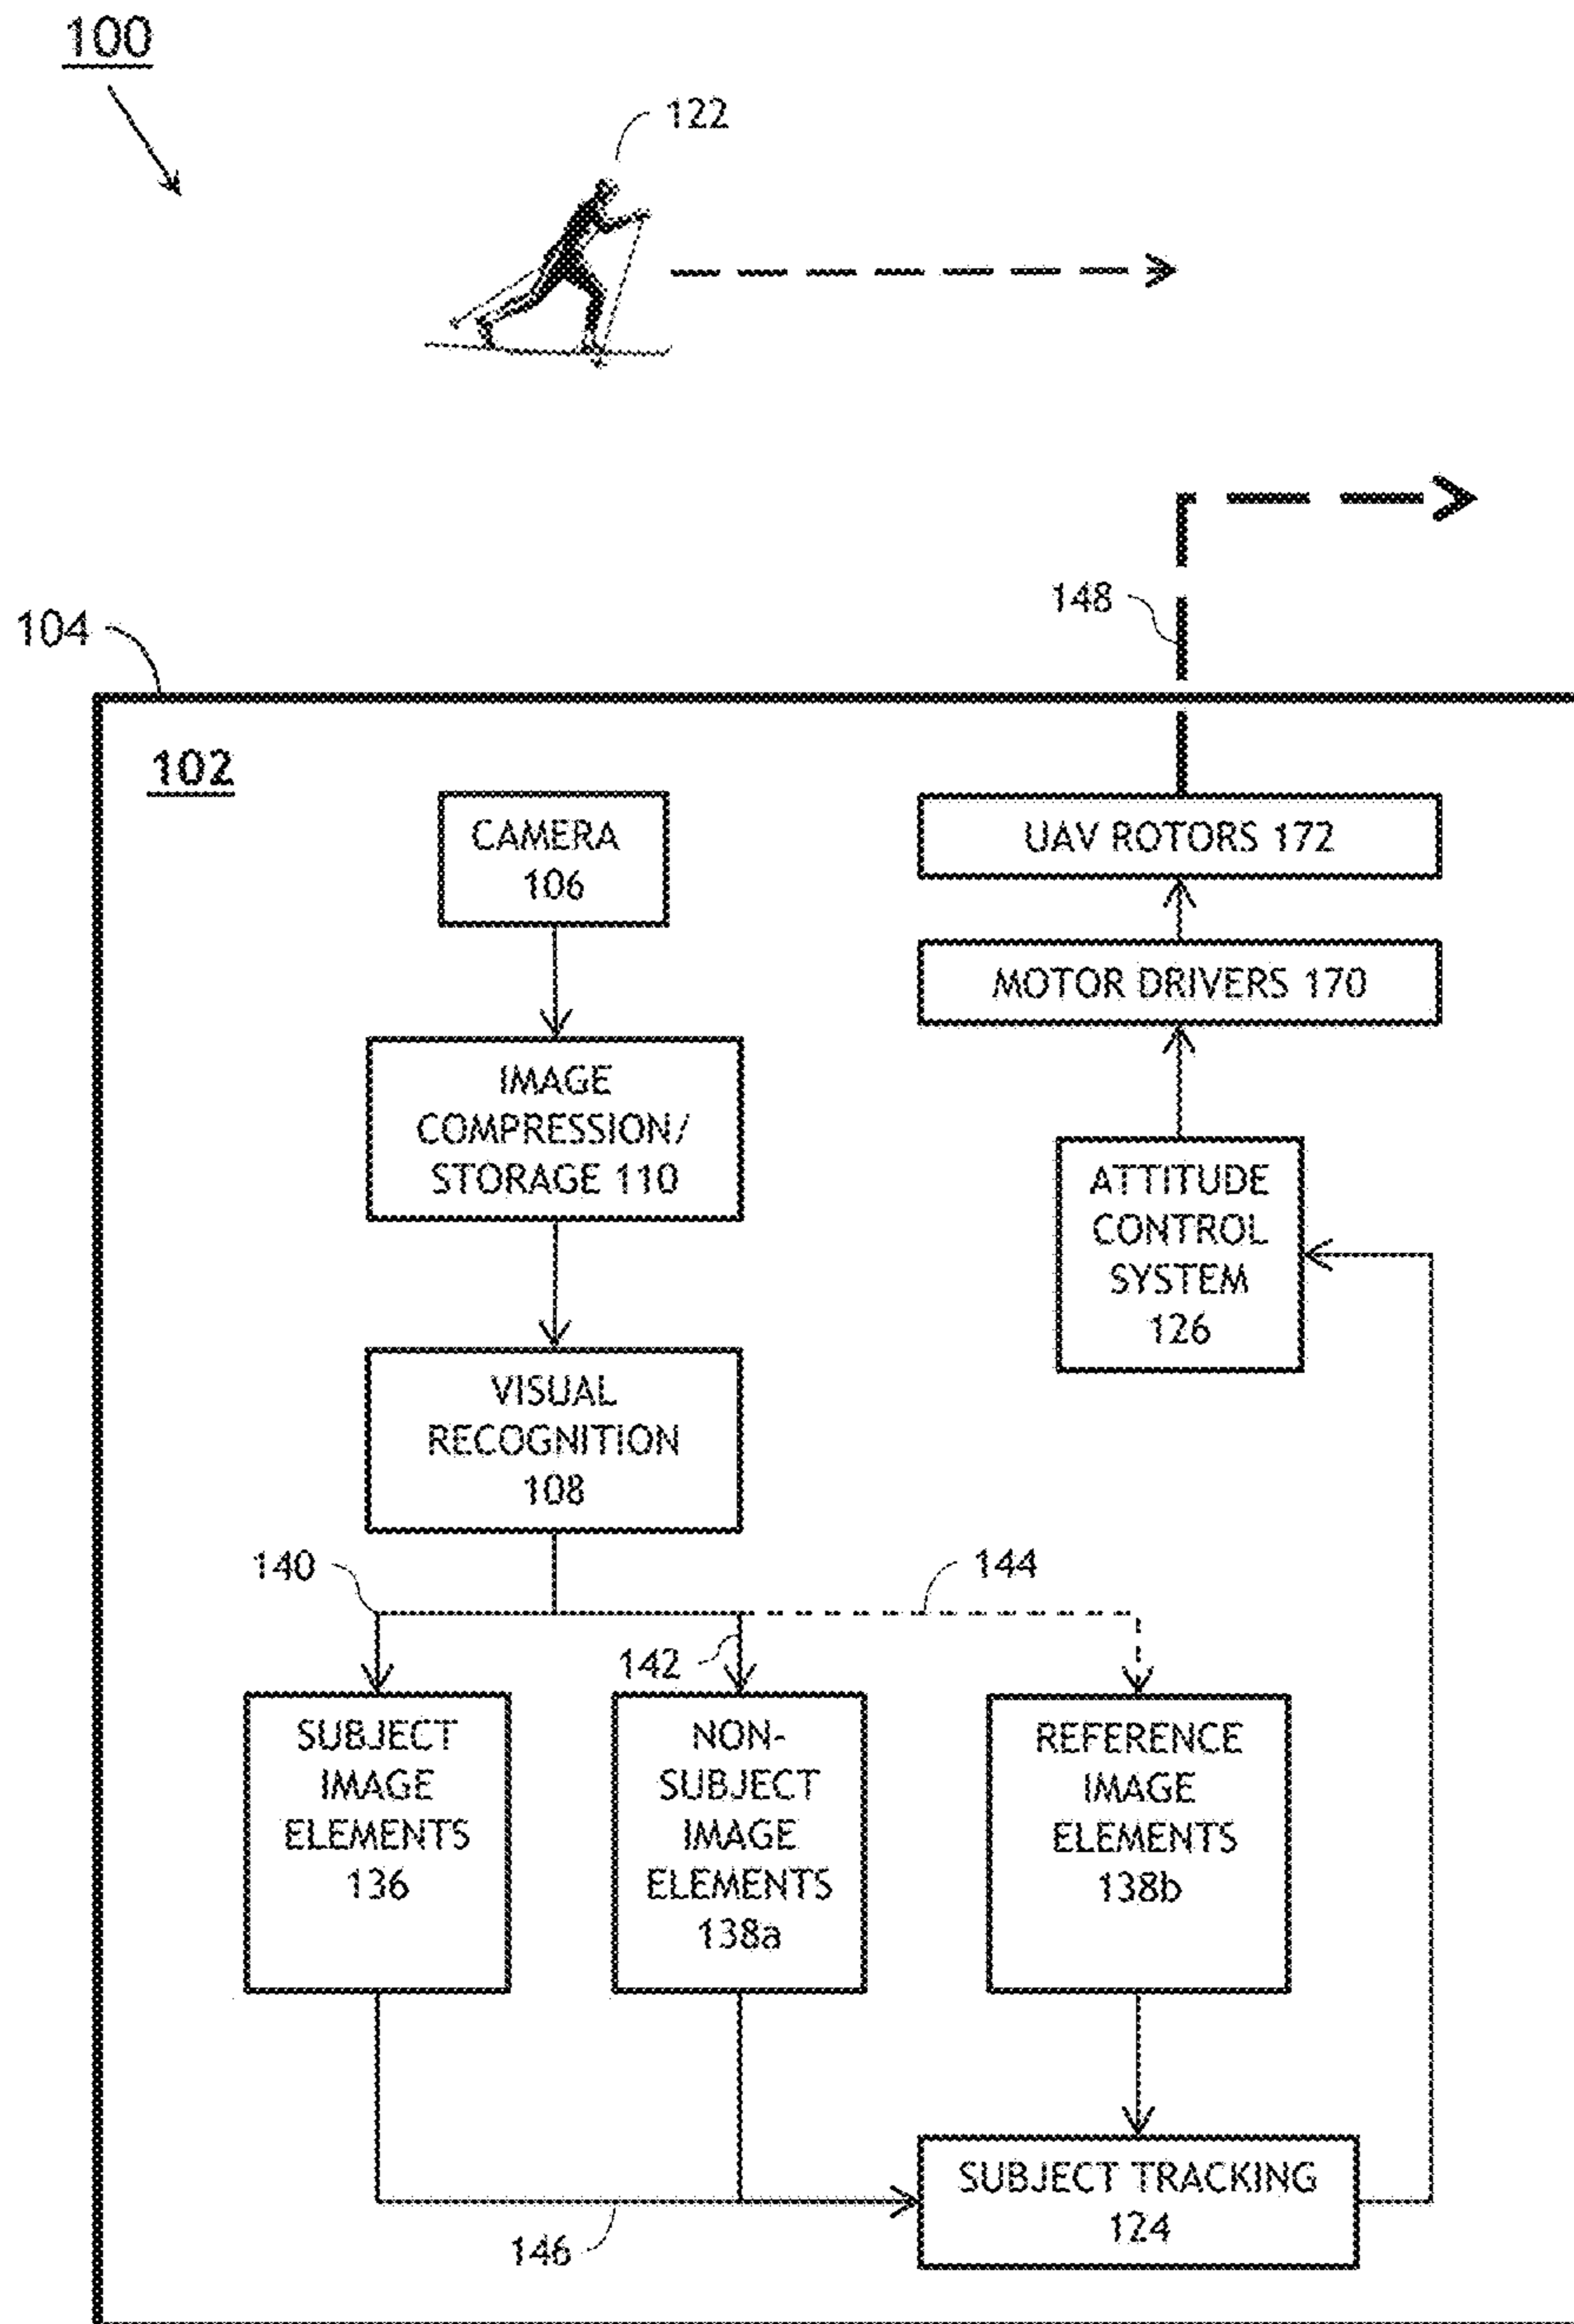 100
122
148
104
102
CAMERA
106
UAV ROTORS 172
MOTOR DRIVERS 170
IMAGE
COMPRESSION/
STORAGE 110
ATTITUDE
CONTROL
SYSTEM
126
VISUAL
RECOGNITION
108
140
144
142
SUBJECT
IMAGE
ELEMENTS
136
NON-
SUBJECT
IMAGE
ELEMENTS
138a
REFERENCE
IMAGE
ELEMENTS
138b
SUBJECT TRACKING
124
146